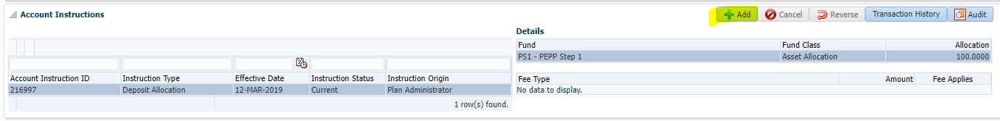 Account Instructions
Add Cancel Reverse Transaction History Audit
Details
Fund Fund Class Allocation
PS1 - PEPP Step 1 Asset Allocation 100.0000
Account Instruction ID Instruction Type Effective Date Instruction Status Instruction Origin
216997 Deposit Allocation 12-MAR-2019 Current Plan Administrator
1 row(s) found.
Fee Type Amount Fee Applies
No data to display.